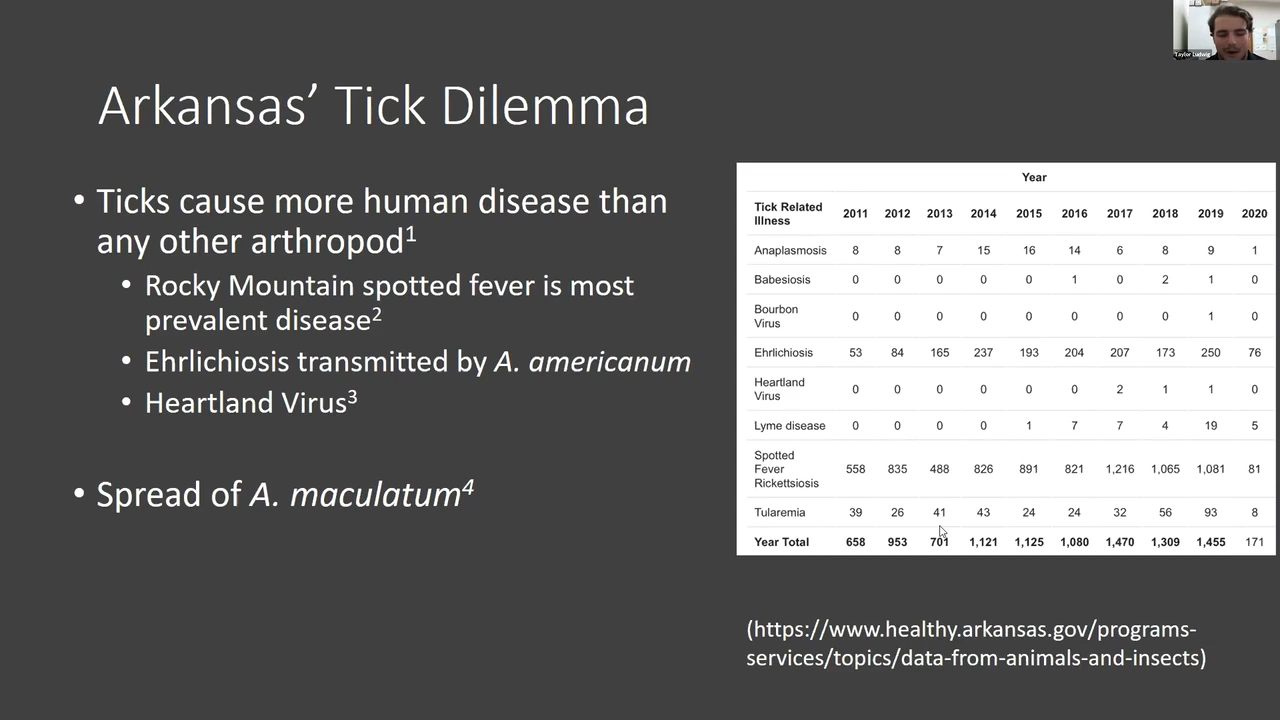 Taylor Ludwig
Arkansas’ Tick Dilemma
• Ticks cause more human disease than
any other arthropod1
• Rocky Mountain spotted fever is most
prevalent disease2
• Ehrlichiosis transmitted by A. americanum
• Heartland Virus3
• Spread of A. maculatum4
Year
Tick Related
Illness 2011 2012 2013 2014 2015 2016 2017 2018 2019 2020
Anaplasmosis 8 8 7 15 16 14 6 8 9 1
Babesiosis 0 0 0 0 0 1 0 2 1 0
Bourbon
Virus 0 0 0 0 0 0 0 0 1 0
Ehrlichiosis 53 84 165 237 193 204 207 173 250 76
Heartland
Virus 0 0 0 0 0 0 2 1 1 0
Lyme disease 0 0 0 0 1 7 7 4 19 5
Spotted
Fever 558 835 488 826 891 821 1,216 1,065 1,081 81
Rickettsiosis
Tularemia 39 26 41 43 24 24 32 56 93 8
Year Total 658 953 701 1,121 1,125 1,080 1,470 1,309 1,455 171
(https://www.healthy.arkansas.gov/programs-
services/topics/data-from-animals-and-insects)